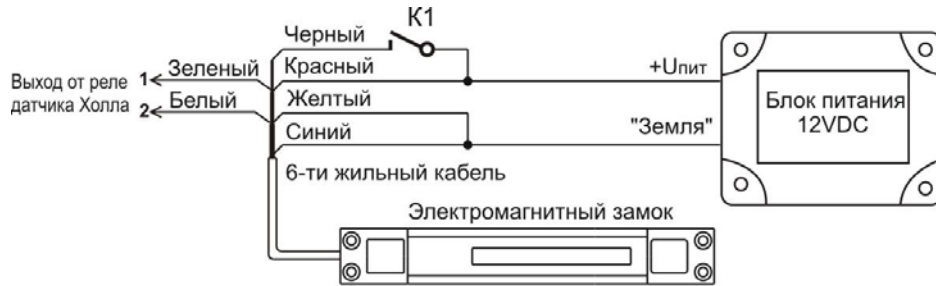 Черный
К1
Зеленый
Красный
+Uпит
Выход от реле
датчика Холла
1
2
Белый
Желтый
Синий
"Земля"
Блок питания
12VDC
6-ти жильный кабель
Электромагнитный замок